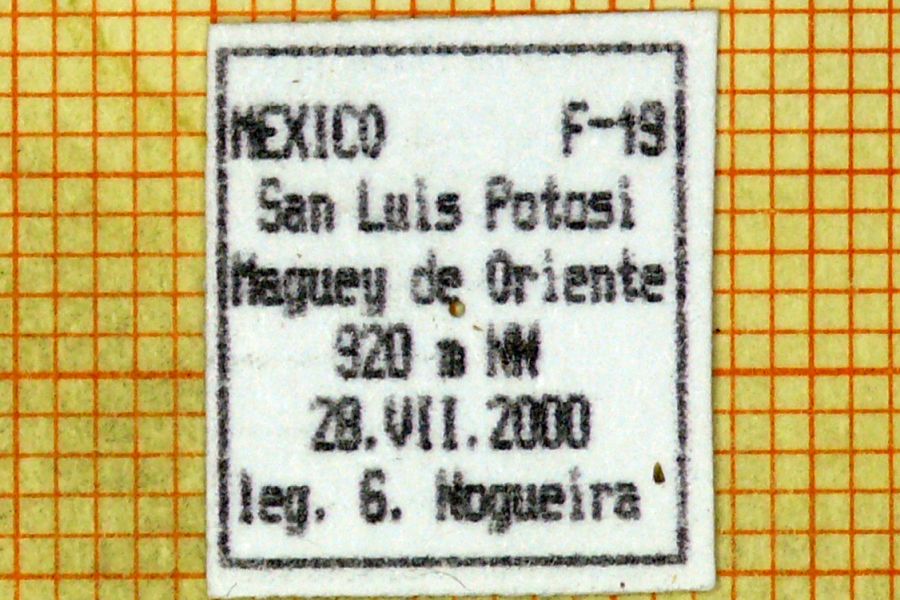 MEXICO F-19
San Luis Potosi
Maguey de Oriente
920 m NN
28.VII.2000
leg. G. Nogueira